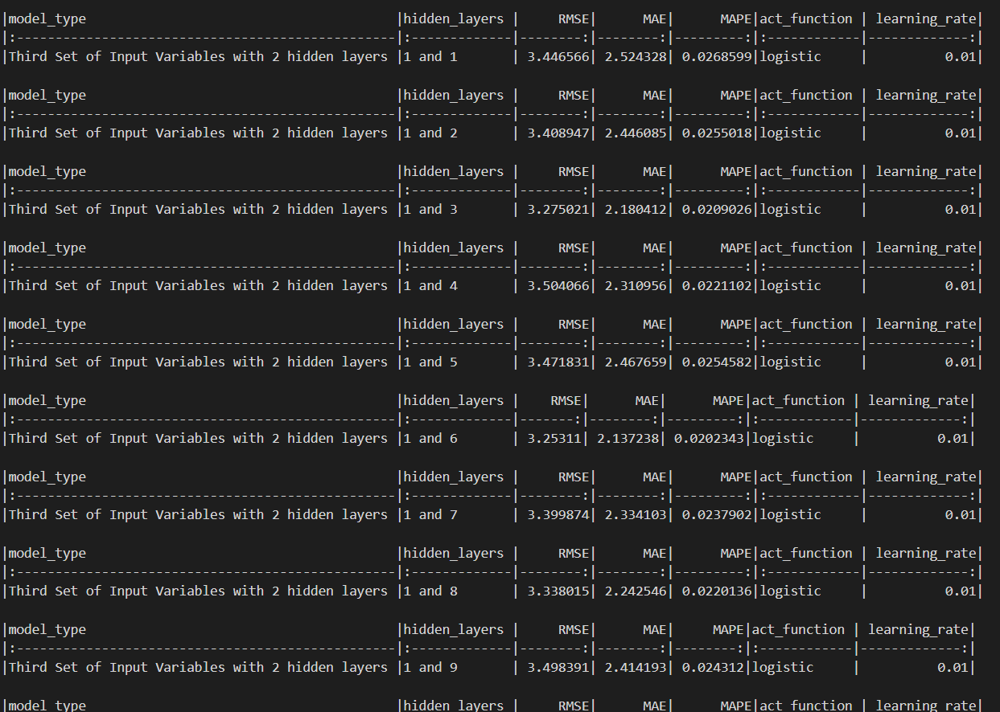 |model_type                                       |hidden_layers |     RMSE|      MAE|      MAPE|act_function | learning_rate|
|:------------------------------------------------|:-------------|--------:|--------:|---------:|:------------|-------------:|
|Third Set of Input Variables with 2 hidden layers |1 and 1       | 3.446566| 2.524328| 0.0268599|logistic     |          0.01|
|model_type                                       |hidden_layers |     RMSE|      MAE|      MAPE|act_function | learning_rate|
|:------------------------------------------------|:-------------|--------:|--------:|---------:|:------------|-------------:|
|Third Set of Input Variables with 2 hidden layers |1 and 2       | 3.408947| 2.446085| 0.0255018|logistic     |          0.01|
|model_type                                       |hidden_layers |     RMSE|      MAE|      MAPE|act_function | learning_rate|
|:------------------------------------------------|:-------------|--------:|--------:|---------:|:------------|-------------:|
|Third Set of Input Variables with 2 hidden layers |1 and 3       | 3.275021| 2.180412| 0.0209026|logistic     |          0.01|
|model_type                                       |hidden_layers |     RMSE|      MAE|      MAPE|act_function | learning_rate|
|:------------------------------------------------|:-------------|--------:|--------:|---------:|:------------|-------------:|
|Third Set of Input Variables with 2 hidden layers |1 and 4       | 3.504066| 2.310956| 0.0221102|logistic     |          0.01|
|model_type                                       |hidden_layers |     RMSE|      MAE|      MAPE|act_function | learning_rate|
|:------------------------------------------------|:-------------|--------:|--------:|---------:|:------------|-------------:|
|Third Set of Input Variables with 2 hidden layers |1 and 5       | 3.471831| 2.467659| 0.0254582|logistic     |          0.01|
|model_type                                       |hidden_layers |    RMSE|      MAE|      MAPE|act_function | learning_rate|
|:------------------------------------------------|:-------------|-------:|--------:|---------:|:------------|-------------:|
|Third Set of Input Variables with 2 hidden layers |1 and 6       | 3.25311| 2.137238| 0.0202343|logistic     |          0.01|
|model_type                                       |hidden_layers |     RMSE|      MAE|      MAPE|act_function | learning_rate|
|:------------------------------------------------|:-------------|--------:|--------:|---------:|:------------|-------------:|
|Third Set of Input Variables with 2 hidden layers |1 and 7       | 3.399874| 2.334103| 0.0237902|logistic     |          0.01|
|model_type                                       |hidden_layers |     RMSE|      MAE|      MAPE|act_function | learning_rate|
|:------------------------------------------------|:-------------|--------:|--------:|---------:|:------------|-------------:|
|Third Set of Input Variables with 2 hidden layers |1 and 8       | 3.338015| 2.242546| 0.0220136|logistic     |          0.01|
|model_type                                       |hidden_layers |     RMSE|      MAE|     MAPE|act_function | learning_rate|
|:------------------------------------------------|:-------------|--------:|--------:|--------:|:------------|-------------:|
|Third Set of Input Variables with 2 hidden layers |1 and 9       | 3.498391| 2.414193| 0.024312|logistic     |          0.01|
|model_type                                       |hidden_layers |     RMSE|      MAE|      MAPE|act_function | learning_rate|